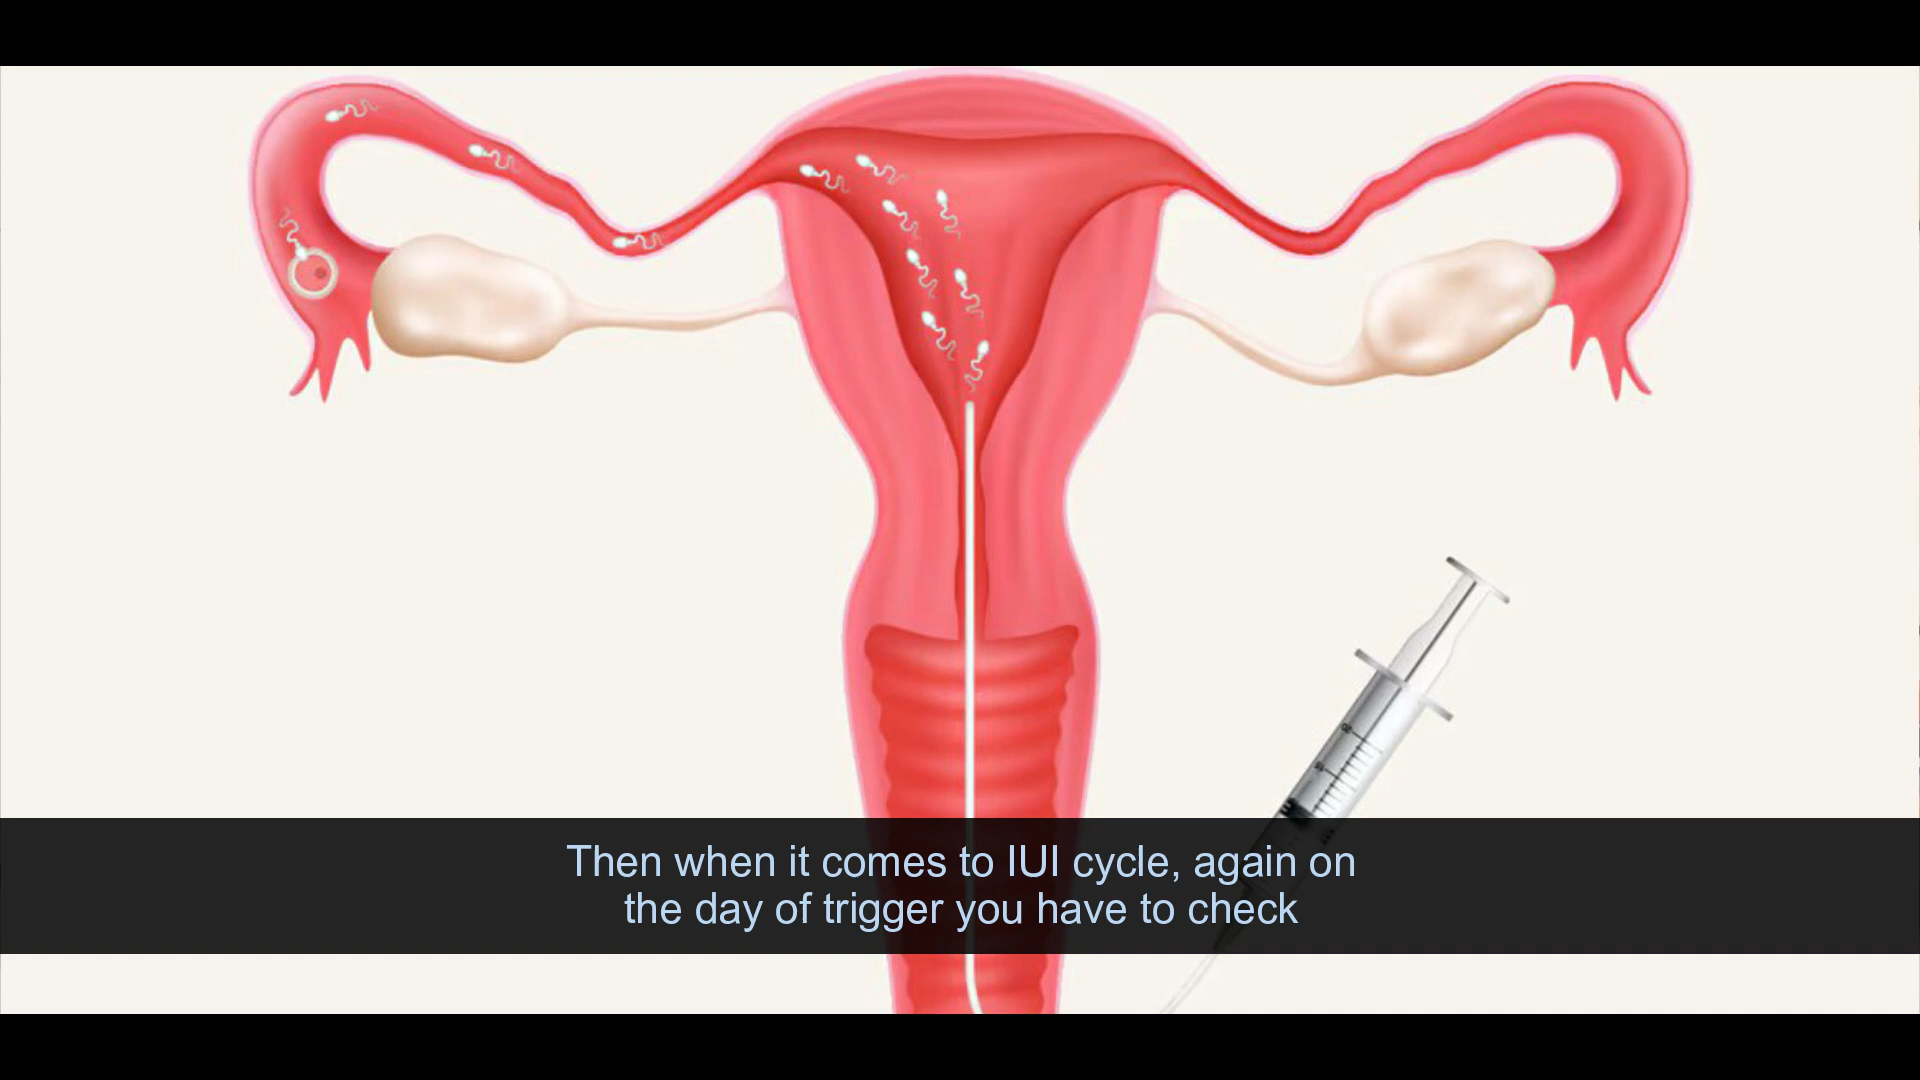 Then when it comes to IUI cycle, again on
the day of trigger you have to check